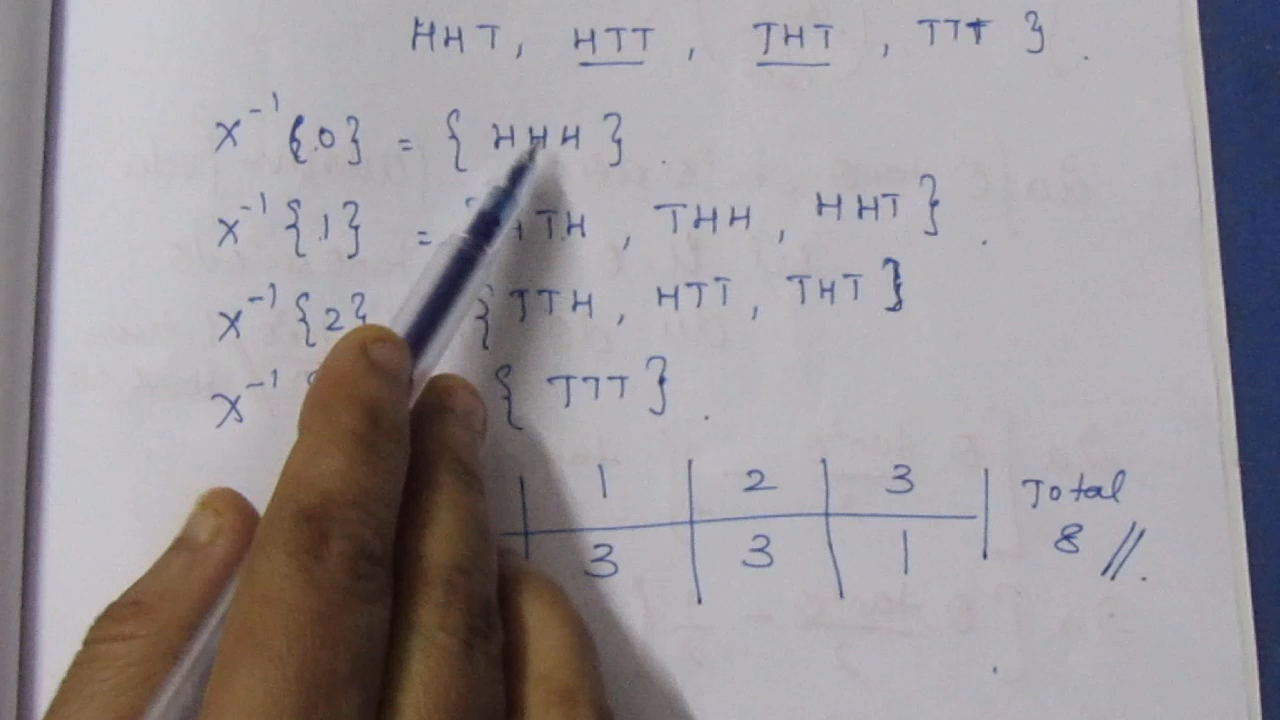 HHT, HTT, THT, TTT }.
X⁻¹{0} = { HHH }.
X⁻¹{1} = HTH, THH, HHT }.
X⁻¹{2} { TTH, HTT, THT }
X⁻¹ { TTT }.
1 2 3 Total
3 3 1 8 //.